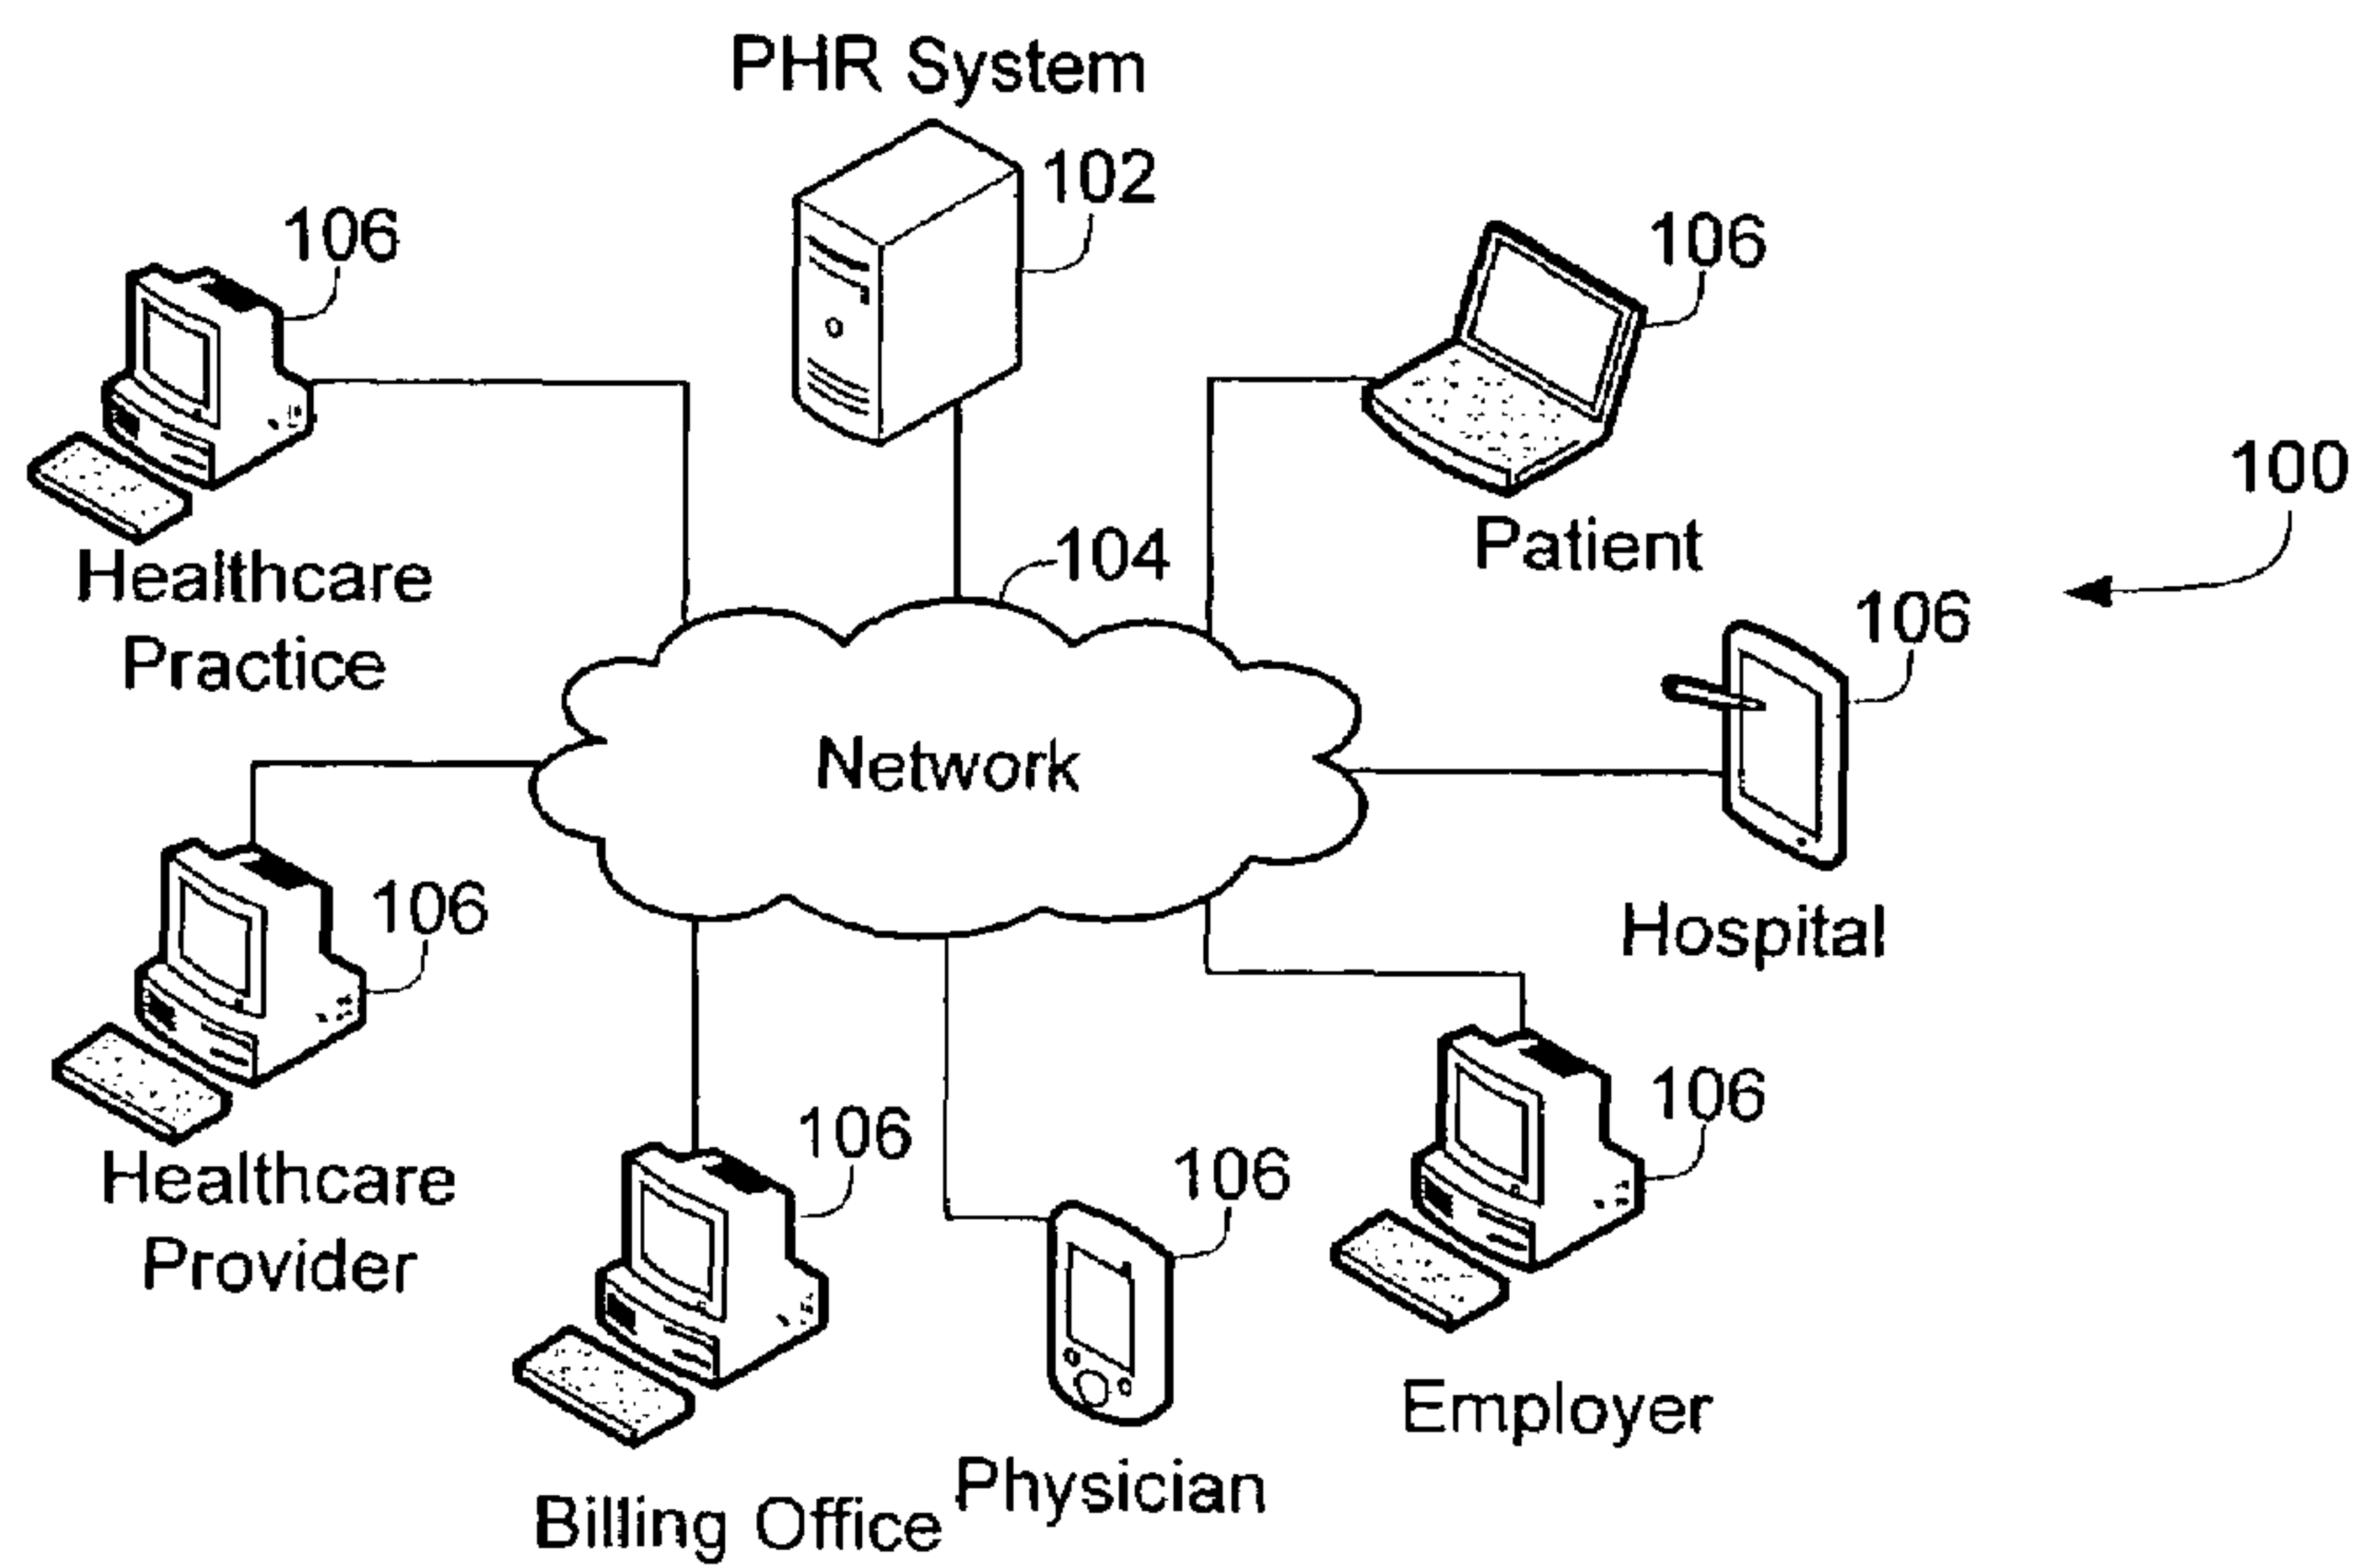 PHR System
102
106
106
100
Patient
104
Healthcare
Practice
106
Network
106
Hospital
106
106
106
Healthcare
Provider
Employer
Physician
Billing Office